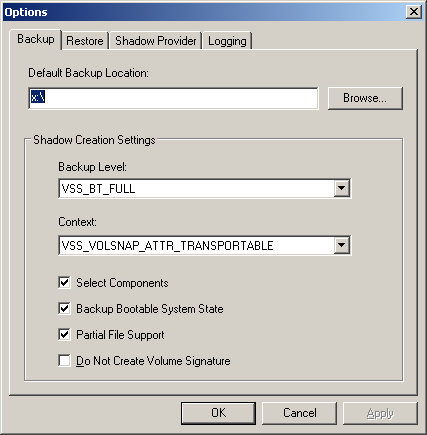 Options
Backup Restore Shadow Provider Logging
Default Backup Location:
x:\
Browse...
Shadow Creation Settings
Backup Level:
VSS_BT_FULL
Context:
VSS_VOLSNAP_ATTR_TRANSPORTABLE
Select Components
Backup Bootable System State
Partial File Support
Do Not Create Volume Signature
OK Cancel Apply